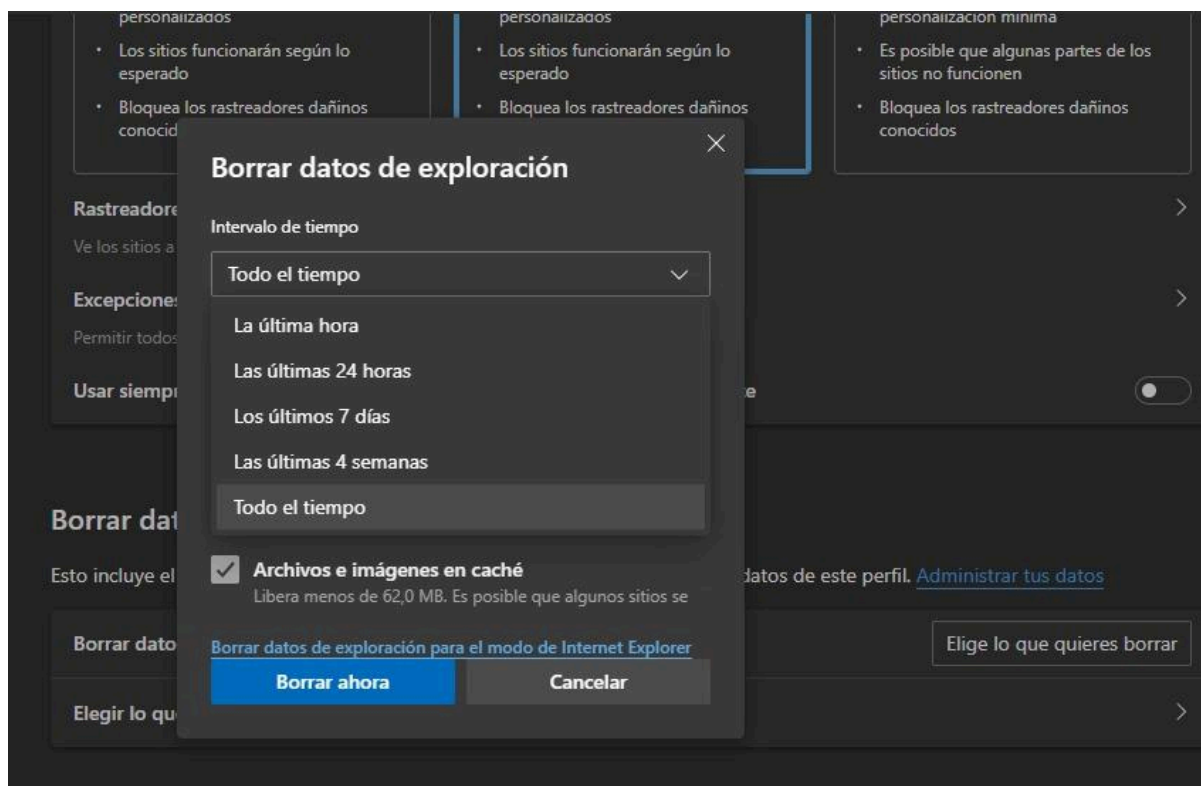 personalizados
personalizados
personalización mínima
• Los sitios funcionarán según lo
esperado
• Los sitios funcionarán según lo
esperado
• Es posible que algunas partes de los
sitios no funcionen
• Bloquea los rastreadores dañinos
conocid
• Bloquea los rastreadores dañinos
• Bloquea los rastreadores dañinos
conocidos
Borrar datos de exploración
Rastreadore
Ve los sitios a
Intervalo de tiempo
Todo el tiempo
Excepciones
Permitir todos
La última hora
Las últimas 24 horas
Usar siempr
Los últimos 7 días
Las últimas 4 semanas
Todo el tiempo
Borrar dat
Esto incluye el
Archivos e imágenes en caché
Libera menos de 62,0 MB. Es posible que algunos sitios se
datos de este perfil. Administrar tus datos
Borrar dato
Borrar datos de exploración para el modo de Internet Explorer
Elige lo que quieres borrar
Borrar ahora
Cancelar
Elegir lo qu